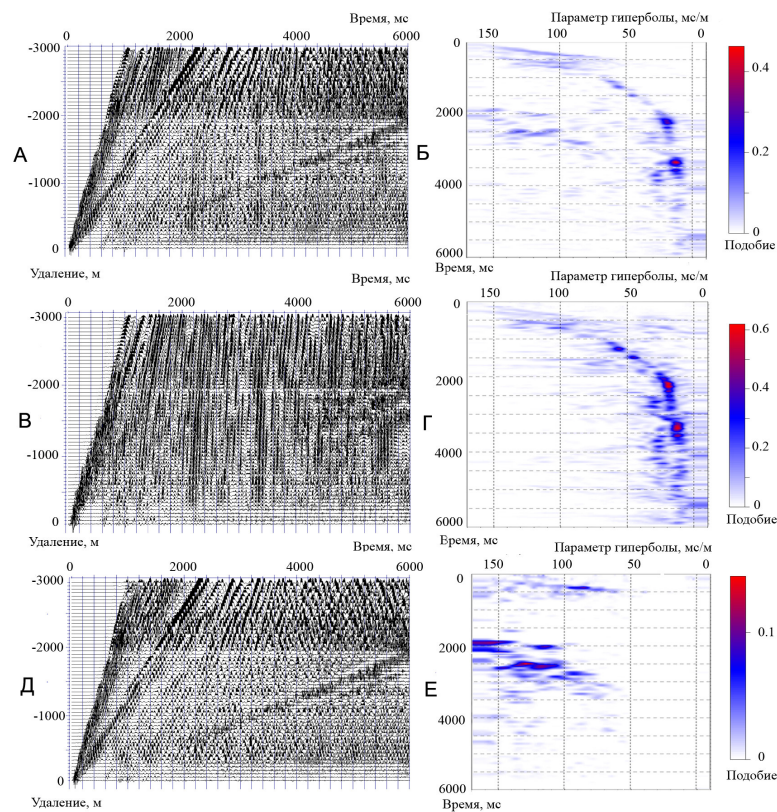 Время, мс
0 2000 4000 6000
-3000
-2000
-1000
0
Удаление, м
А
Параметр гиперболы, мс/м
150 100 50 0
0
2000
4000
6000
Время, мс
Б
0.4
0.2
0
Подобие
Время, мс
0 2000 4000 6000
-3000
-2000
-1000
0
Удаление, м
В
Параметр гиперболы, мс/м
150 100 50 0
0
2000
4000
6000
Время, мс
Г
0.6
0.4
0.2
0
Подобие
Время, мс
0 2000 4000 6000
-3000
-2000
-1000
0
Удаление, м
Д
Параметр гиперболы, мс/м
150 100 50 0
0
2000
4000
6000
Время, мс
Е
0.1
0
Подобие